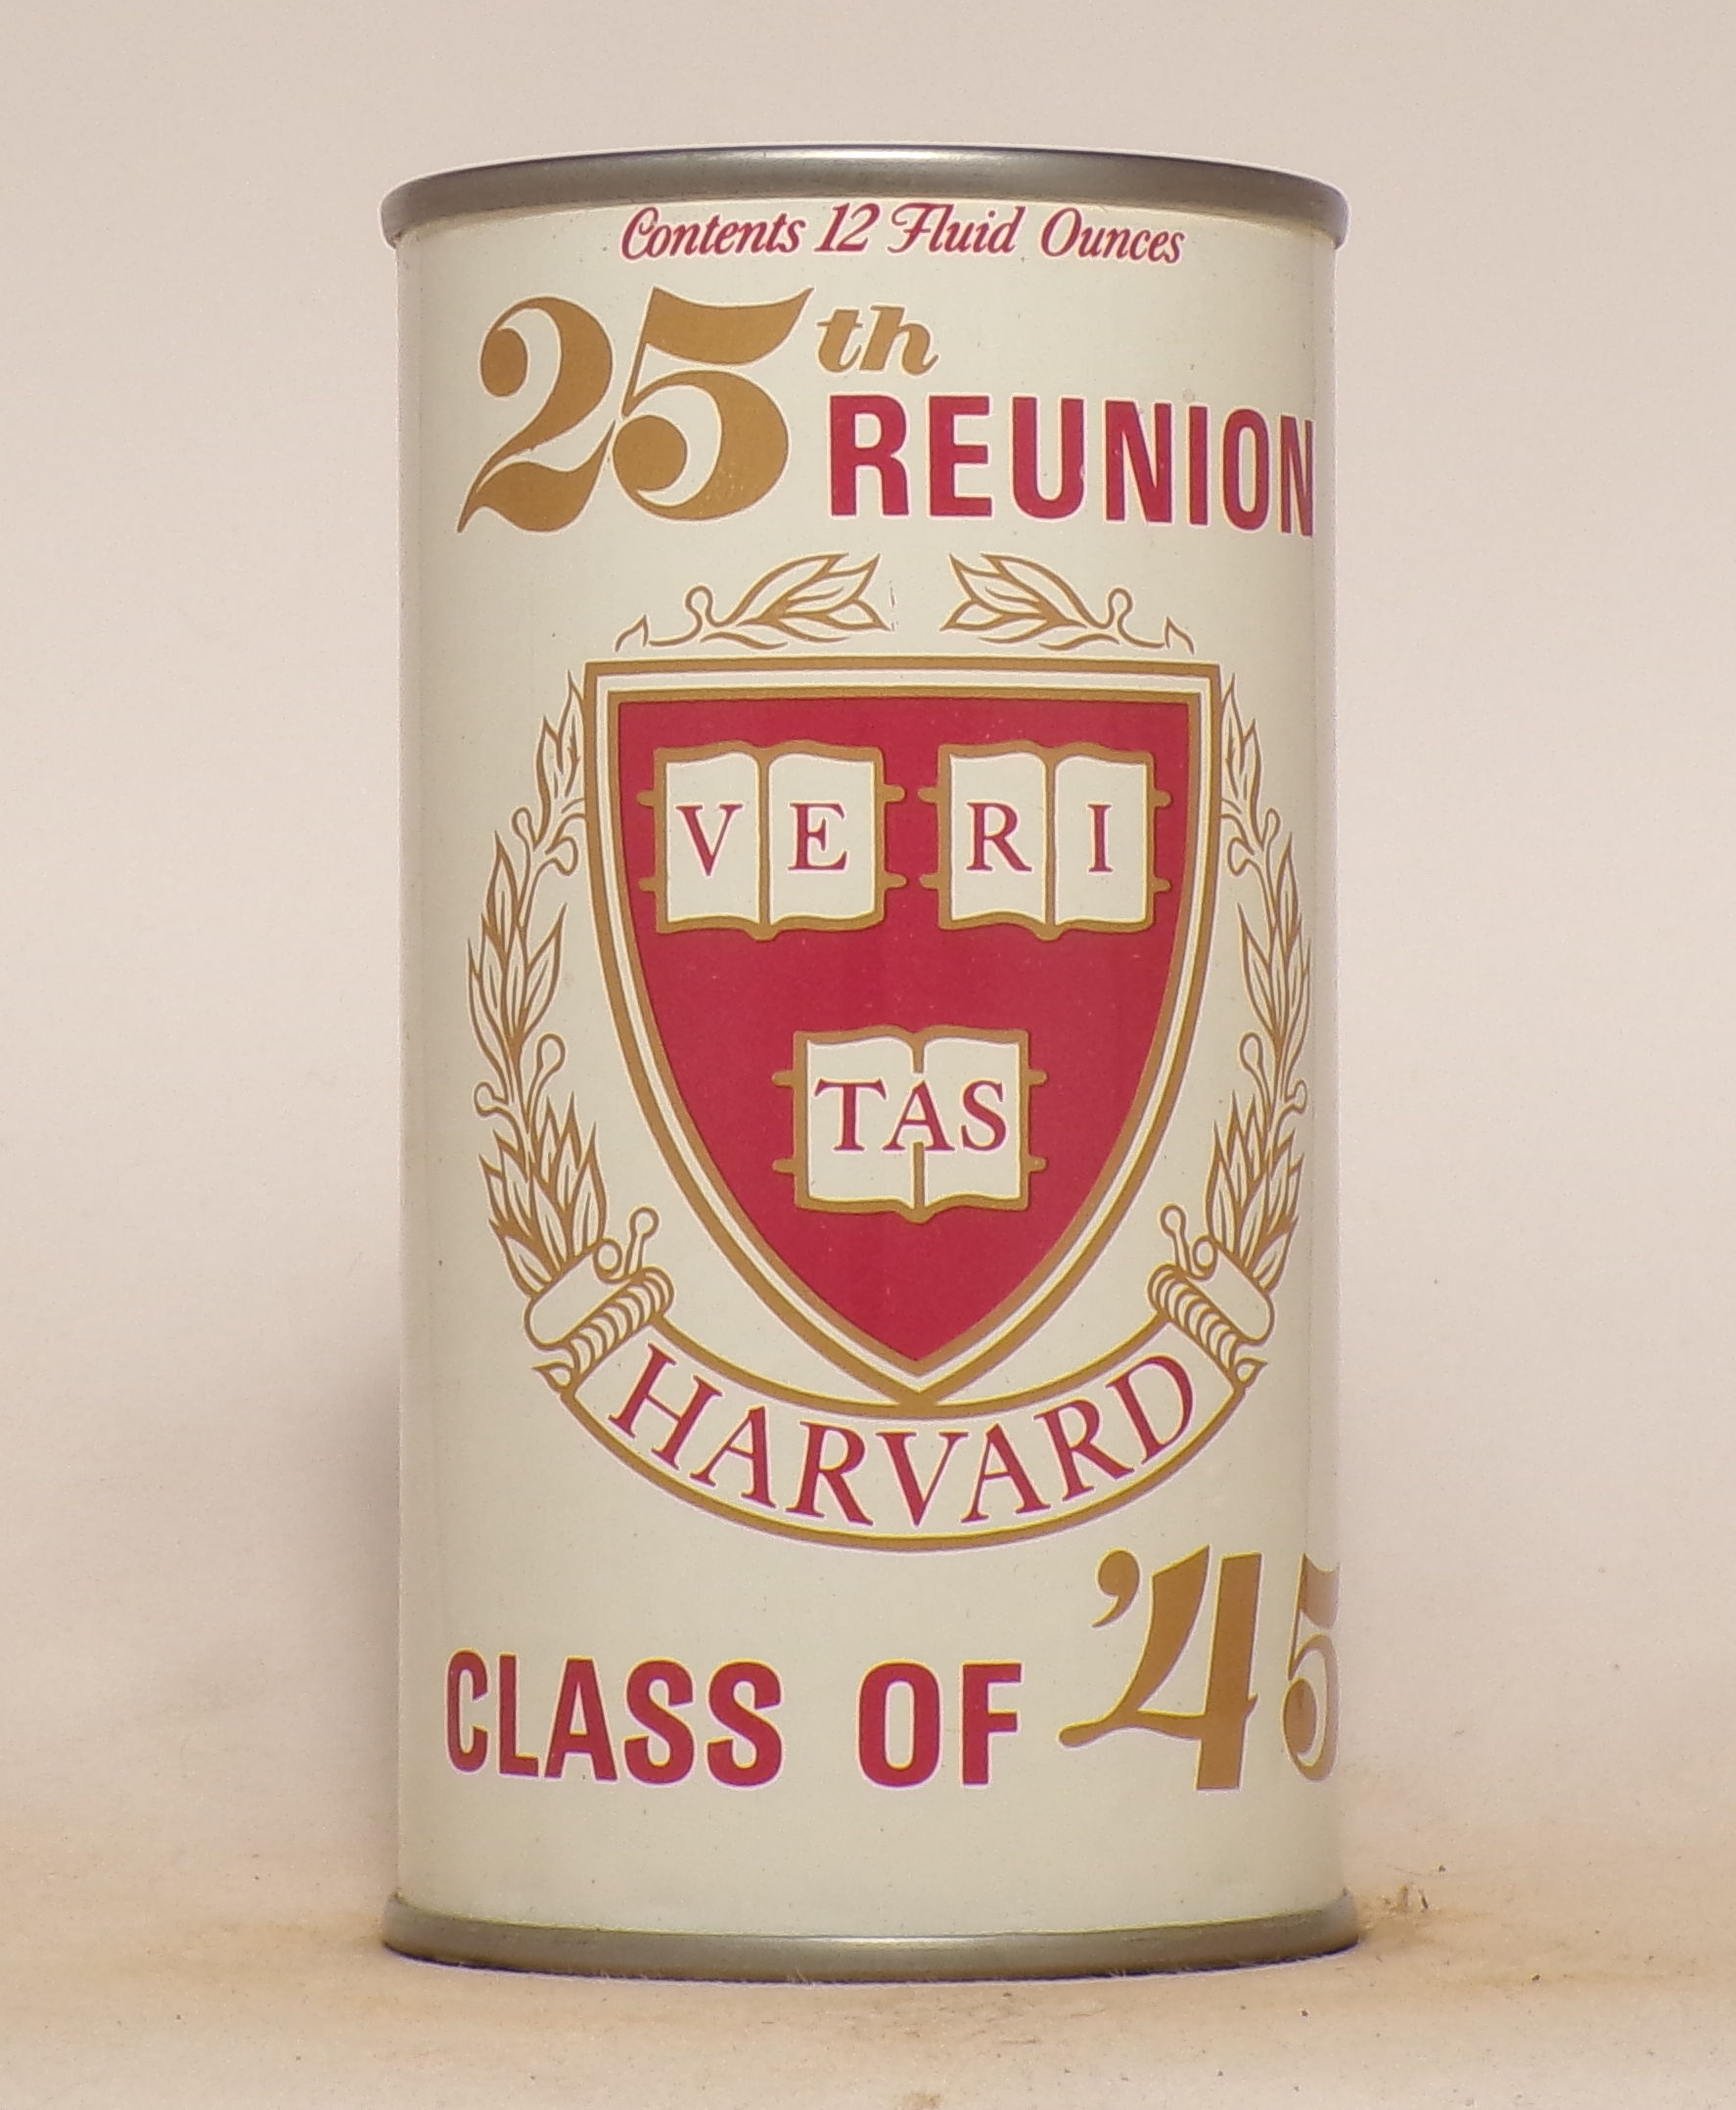 Contents 12 Fluid Ounces
25th
REUNION
VE RI
TAS
HARVARD
CLASS OF '45